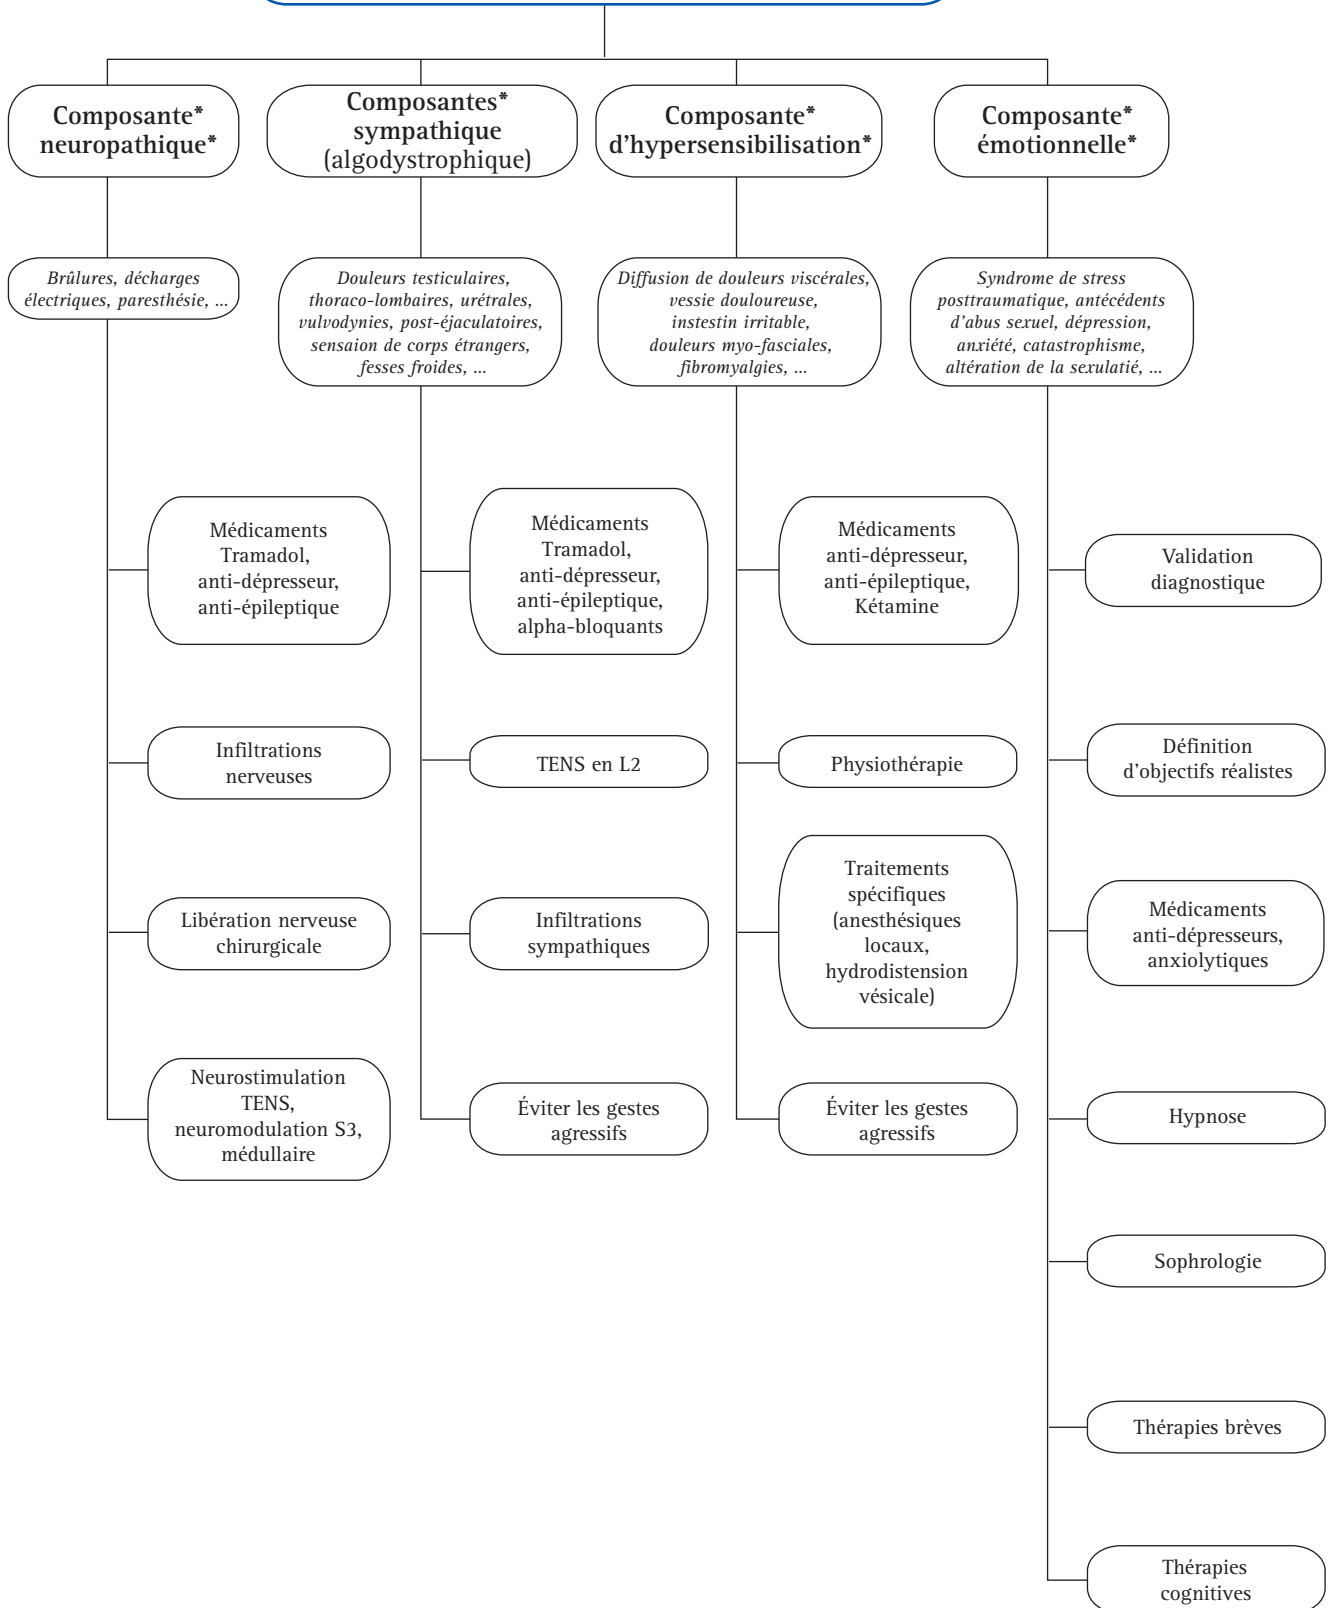 Composante*
neuropathique*
Composantes*
sympathique
(algodystrophique)
Composante*
d'hypersensibilisation*
Composante*
émotionnelle*
Brûlures, décharges
électriques, paresthésie, ...
Douleurs testiculaires,
thoraco-lombaires, urétrales,
vulvodynies, post-éjaculatoires,
sensaion de corps étrangers,
fesses froides, ...
Diffusion de douleurs viscérales,
vessie douloureuse,
instestin irritable,
douleurs myo-fasciales,
fibromyalgies, ...
Syndrome de stress
posttraumatique, antécédents
d'abus sexuel, dépression,
anxiété, catastrophisme,
altération de la sexulatié, ...
Médicaments
Tramadol,
anti-dépresseur,
anti-épileptique
Médicaments
Tramadol,
anti-dépresseur,
anti-épileptique,
alpha-bloquants
Médicaments
anti-dépresseur,
anti-épileptique,
Kétamine
Validation
diagnostique
Infiltrations
nerveuses
TENS en L2
Physiothérapie
Définition
d'objectifs réalistes
Libération nerveuse
chirurgicale
Infiltrations
sympathiques
Traitements
spécifiques
(anesthésiques
locaux,
hydrodistension
vésicale)
Médicaments
anti-dépresseurs,
anxiolytiques
Neurostimulation
TENS,
neuromodulation S3,
médullaire
Éviter les gestes
agressifs
Éviter les gestes
agressifs
Hypnose
Sophrologie
Thérapies brèves
Thérapies
cognitives